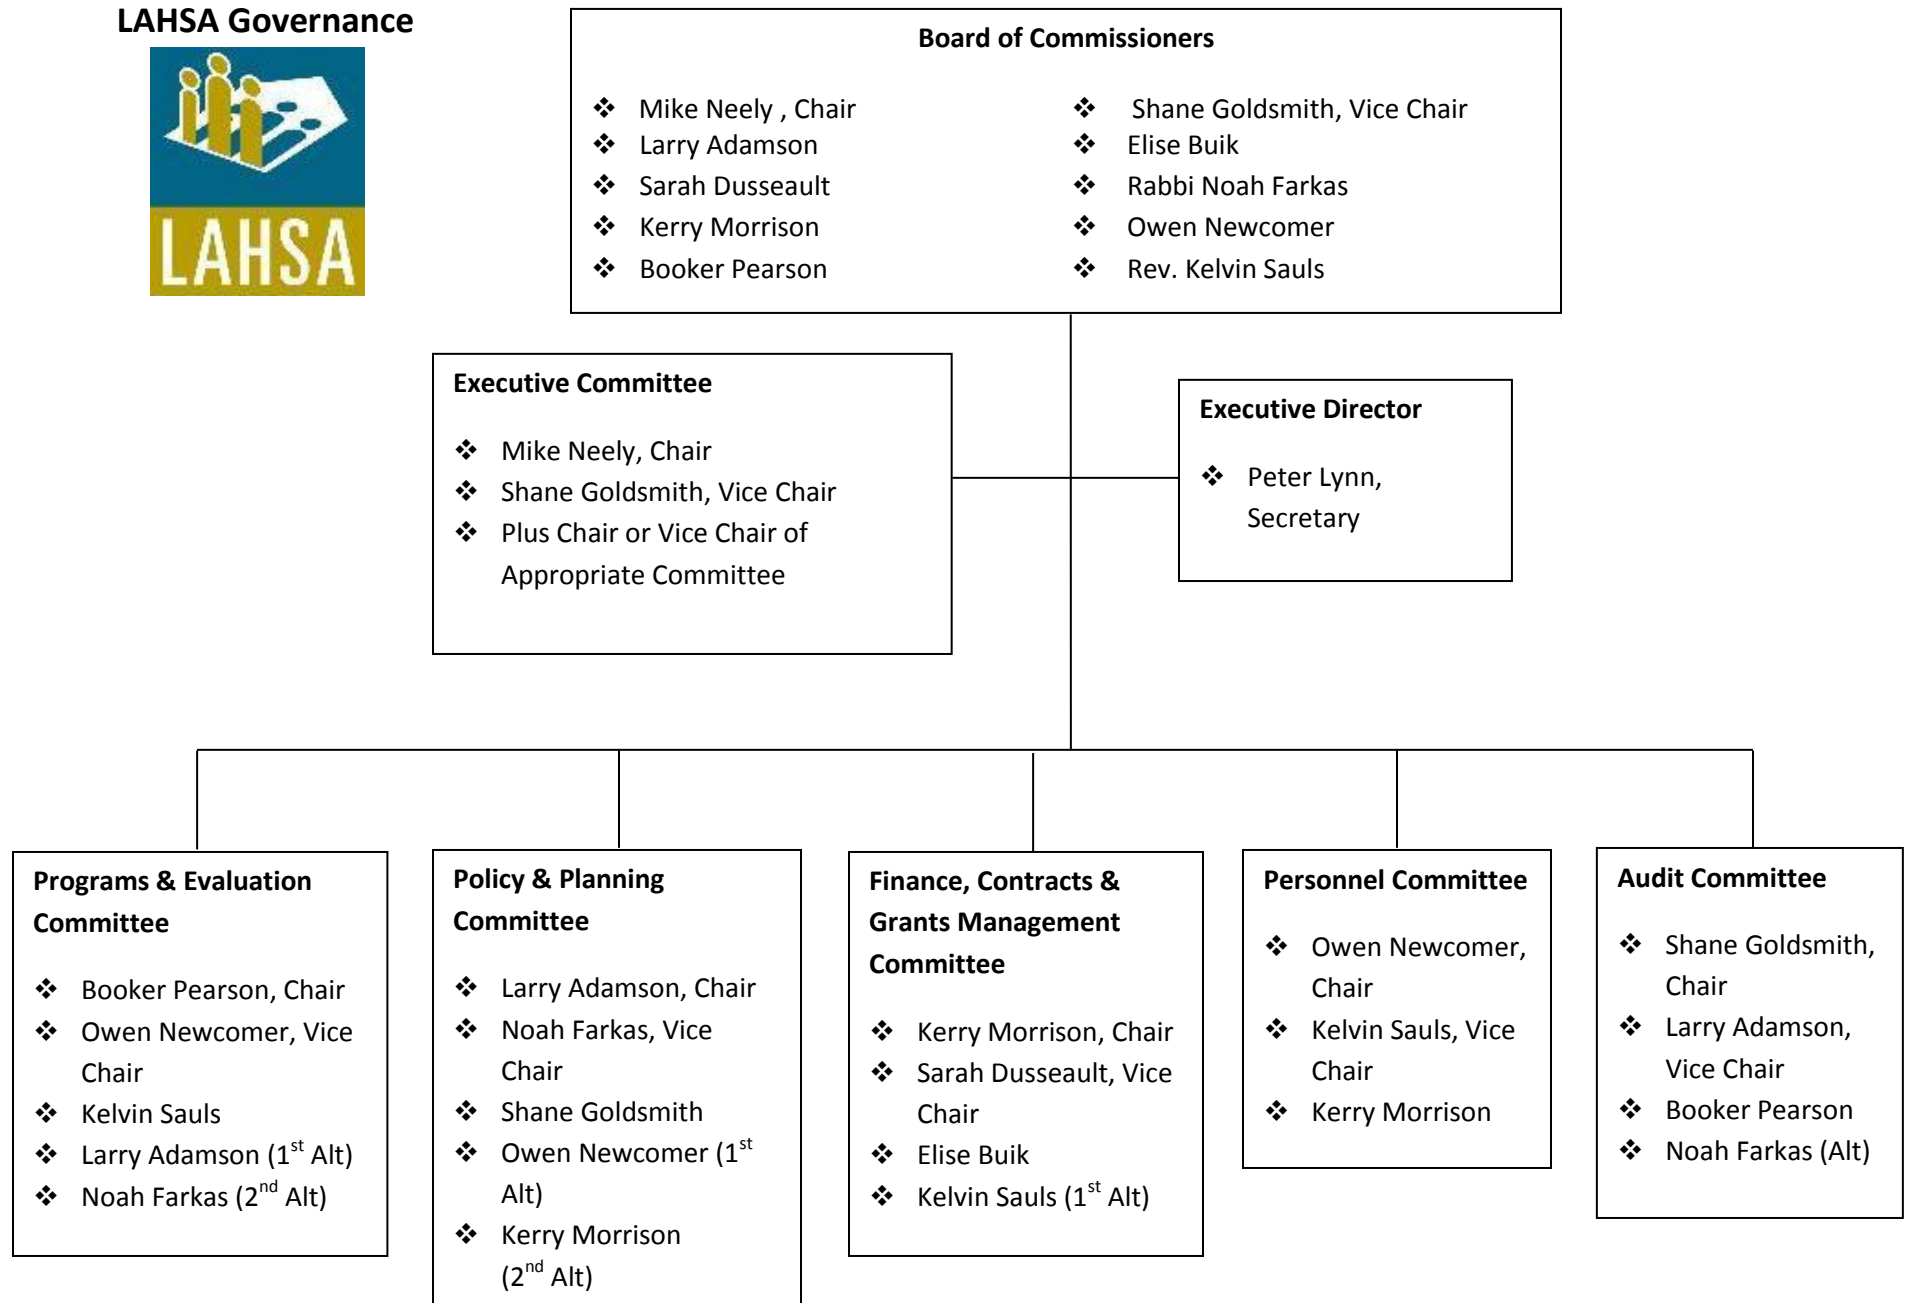 LAHSA Governance
LAHSA
Board of Commissioners
❖ Mike Neely , Chair
❖ Larry Adamson
❖ Sarah Dusseault
❖ Kerry Morrison
❖ Booker Pearson
❖ Shane Goldsmith, Vice Chair
❖ Elise Buik
❖ Rabbi Noah Farkas
❖ Owen Newcomer
❖ Rev. Kelvin Sauls
Executive Committee
❖ Mike Neely, Chair
❖ Shane Goldsmith, Vice Chair
❖ Plus Chair or Vice Chair of
Appropriate Committee
Executive Director
❖ Peter Lynn,
Secretary
Programs & Evaluation
Committee
❖ Booker Pearson, Chair
❖ Owen Newcomer, Vice
Chair
❖ Kelvin Sauls
❖ Larry Adamson (1st Alt)
❖ Noah Farkas (2nd Alt)
Policy & Planning
Committee
❖ Larry Adamson, Chair
❖ Noah Farkas, Vice
Chair
❖ Shane Goldsmith
❖ Owen Newcomer (1st
Alt)
❖ Kerry Morrison
(2nd Alt)
Finance, Contracts &
Grants Management
Committee
❖ Kerry Morrison, Chair
❖ Sarah Dusseault, Vice
Chair
❖ Elise Buik
❖ Kelvin Sauls (1st Alt)
Personnel Committee
❖ Owen Newcomer,
Chair
❖ Kelvin Sauls, Vice
Chair
❖ Kerry Morrison
Audit Committee
❖ Shane Goldsmith,
Chair
❖ Larry Adamson,
Vice Chair
❖ Booker Pearson
❖ Noah Farkas (Alt)